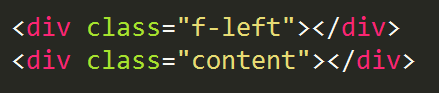 <div class="f-left"></div>
<div class="content"></div>